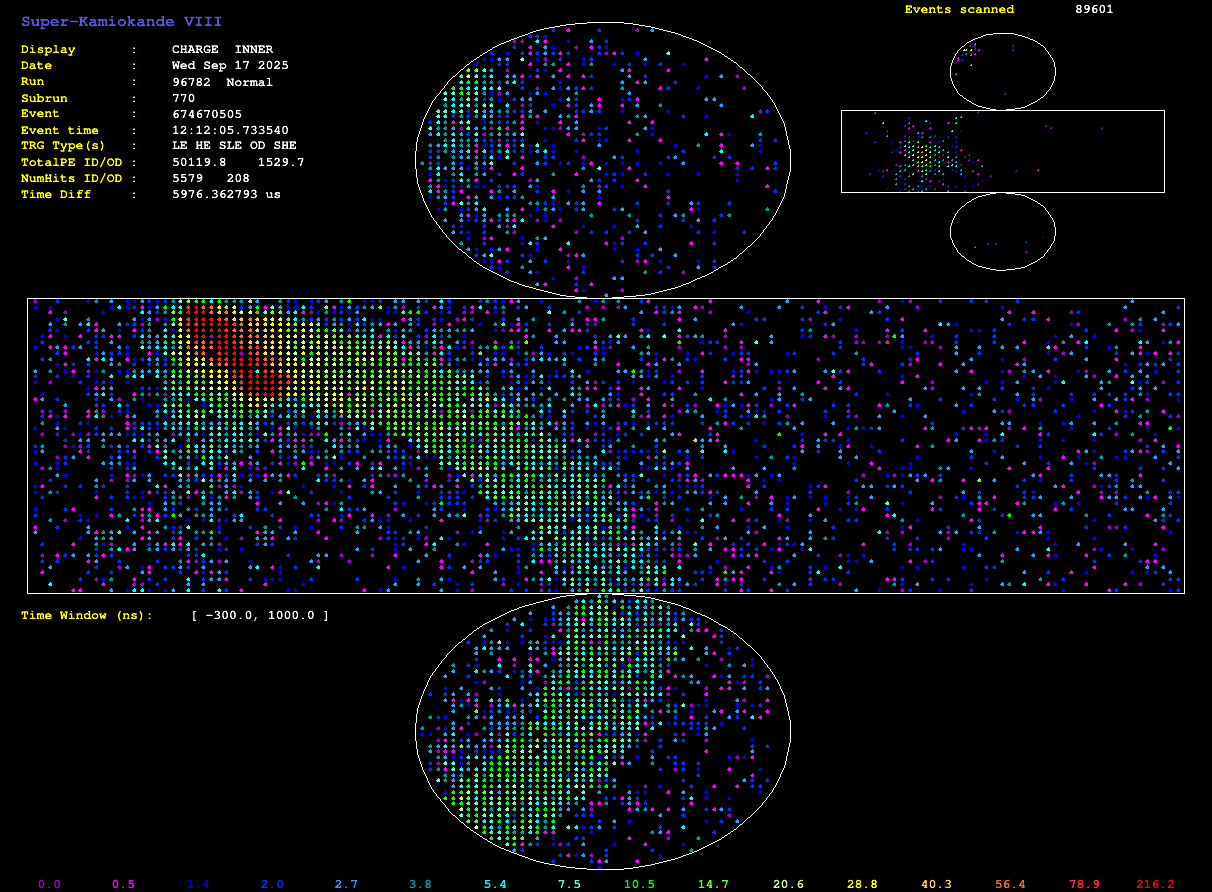 Super-Kamiokande VIII
Events scanned 89601
Display : CHARGE INNER
Date : Wed Sep 17 2025
Run : 96782 Normal
Subrun : 770
Event : 674670505
Event time : 12:12:05.733540
TRG Type(s) : LE HE SLE OD SHE
TotalPE ID/OD : 50119.8 1529.7
NumHits ID/OD : 5579 208
Time Diff : 5976.362793 us
Time Window (ns): [ -300.0, 1000.0 ]
0.0 0.5 1.4 2.0 2.7 3.8 5.4 7.5 10.5 14.7 20.6 28.8 40.3 56.4 78.9 216.2